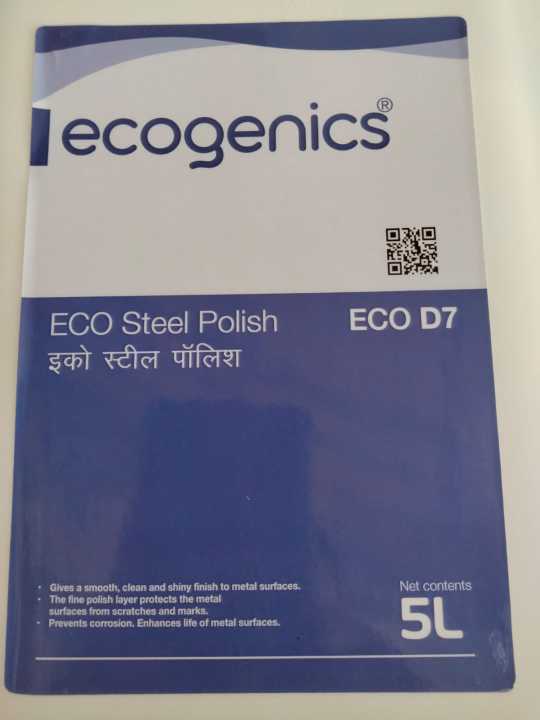 ecogenics®
ECO Steel Polish
ECO D7
इको स्टील पॉलिश
• Gives a smooth, clean and shiny finish to metal surfaces.
• The fine polish layer protects the metal
surfaces from scratches and marks.
• Prevents corrosion. Enhances life of metal surfaces.
Net contents
5L